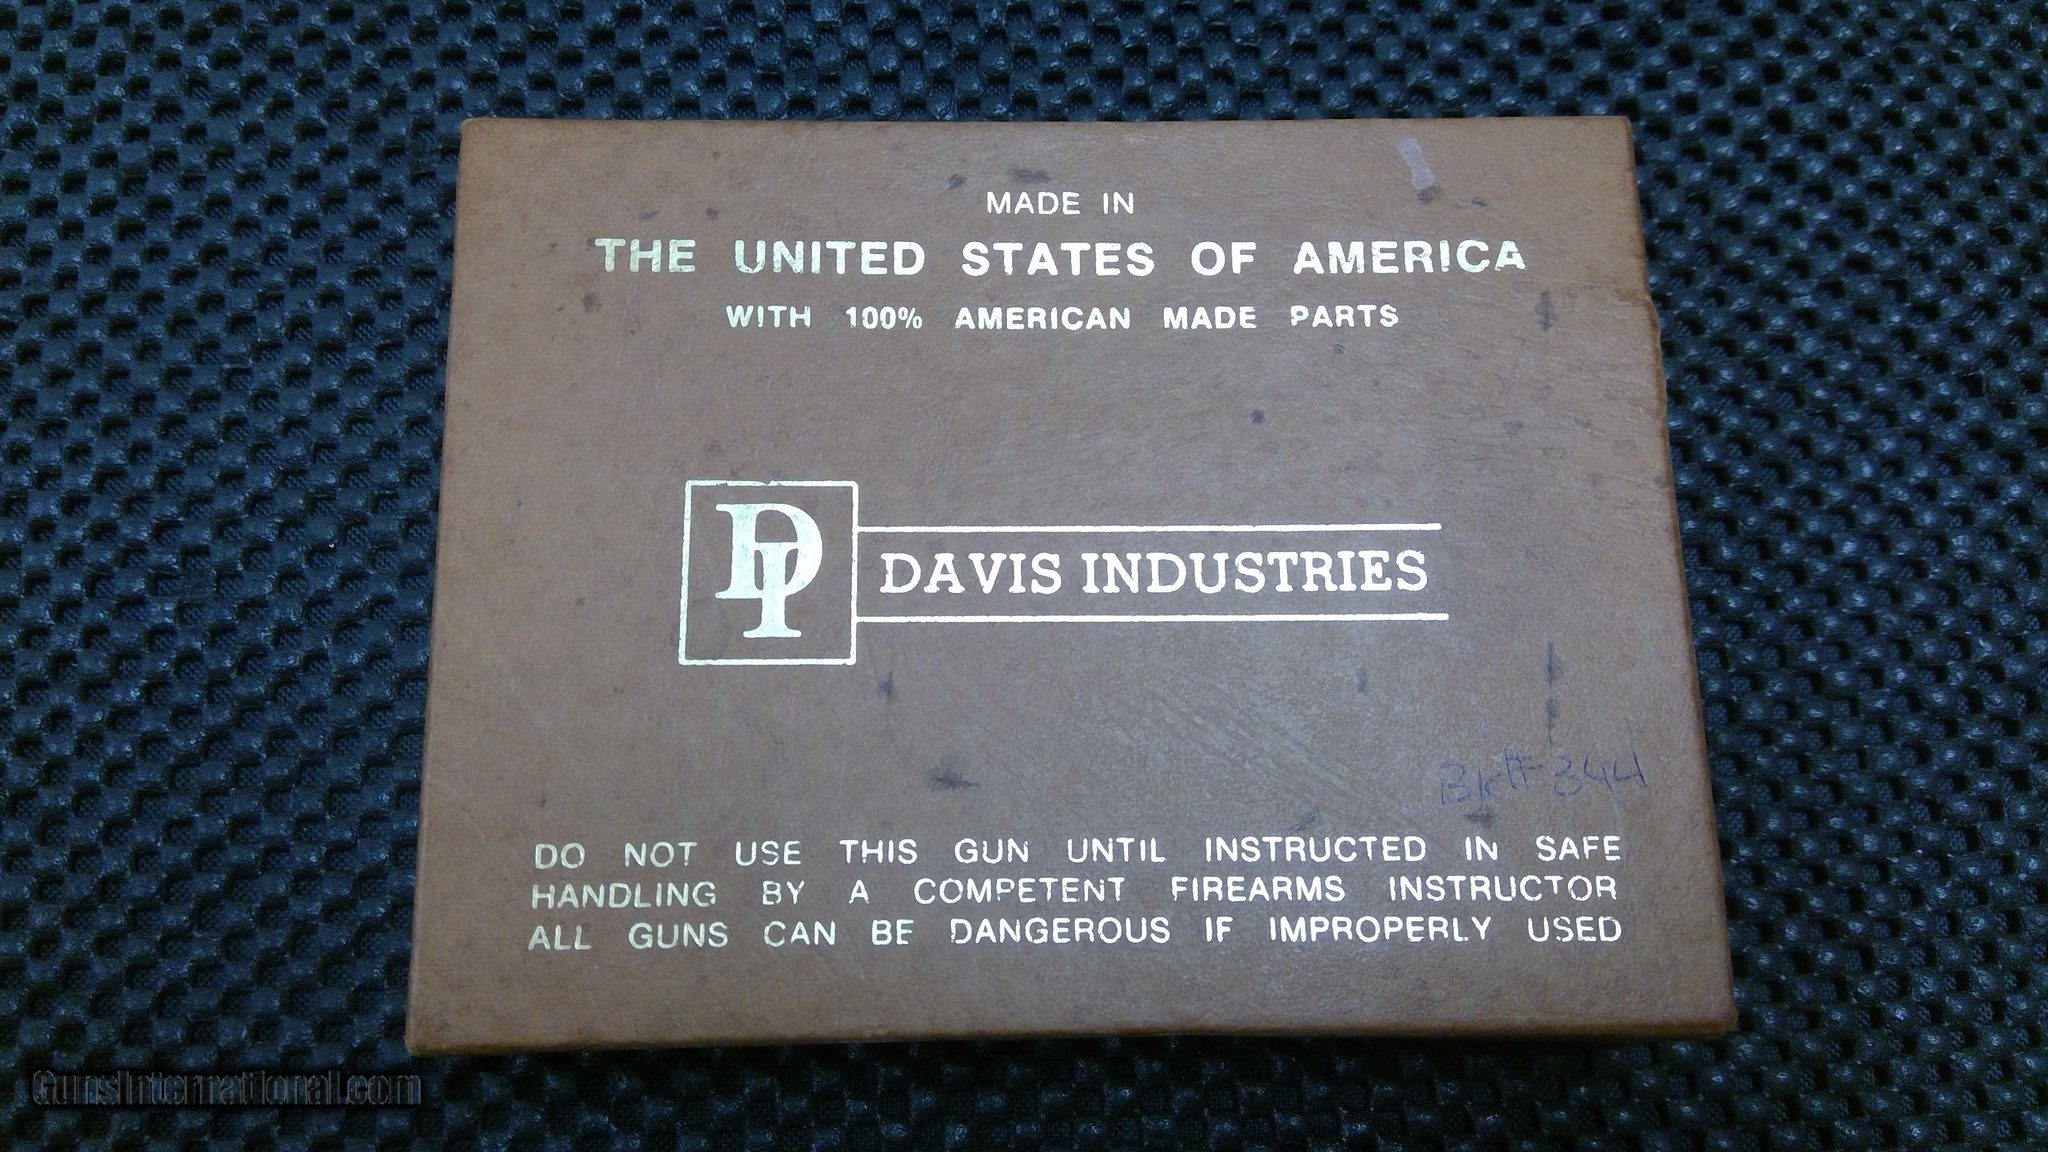 MADE IN
THE UNITED STATES OF AMERICA
WITH 100% AMERICAN MADE PARTS
DI
DAVIS INDUSTRIES
344
DO NOT USE THIS GUN UNTIL INSTRUCTED IN SAFE
HANDLING BY A COMPETENT FIREARMS INSTRUCTOR
ALL GUNS CAN BE DANGEROUS IF IMPROPERLY USED
GunsInternational.com